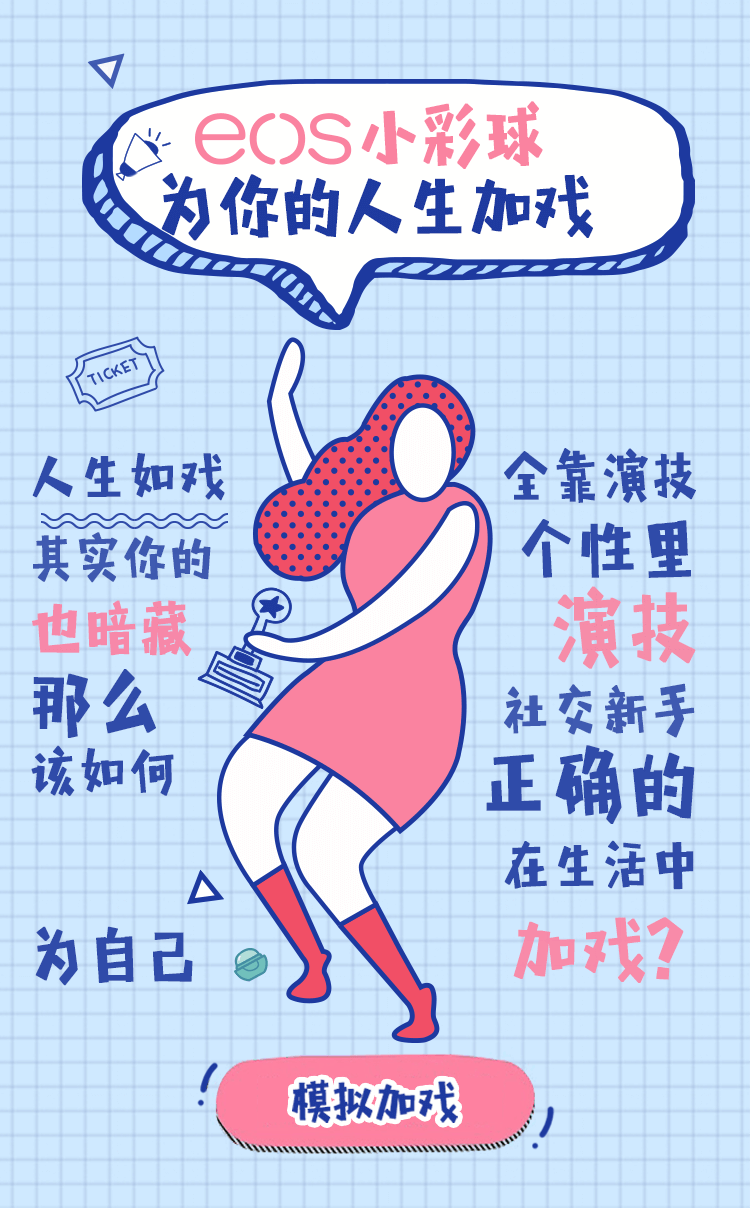 eos小彩球
为你的人生加戏
TICKET
人生如戏 全靠演技
其实你的 个性里
也暗藏 演技
那么 社交新手
该如何 正确的
在生活中
为自己 加戏?
模拟加戏